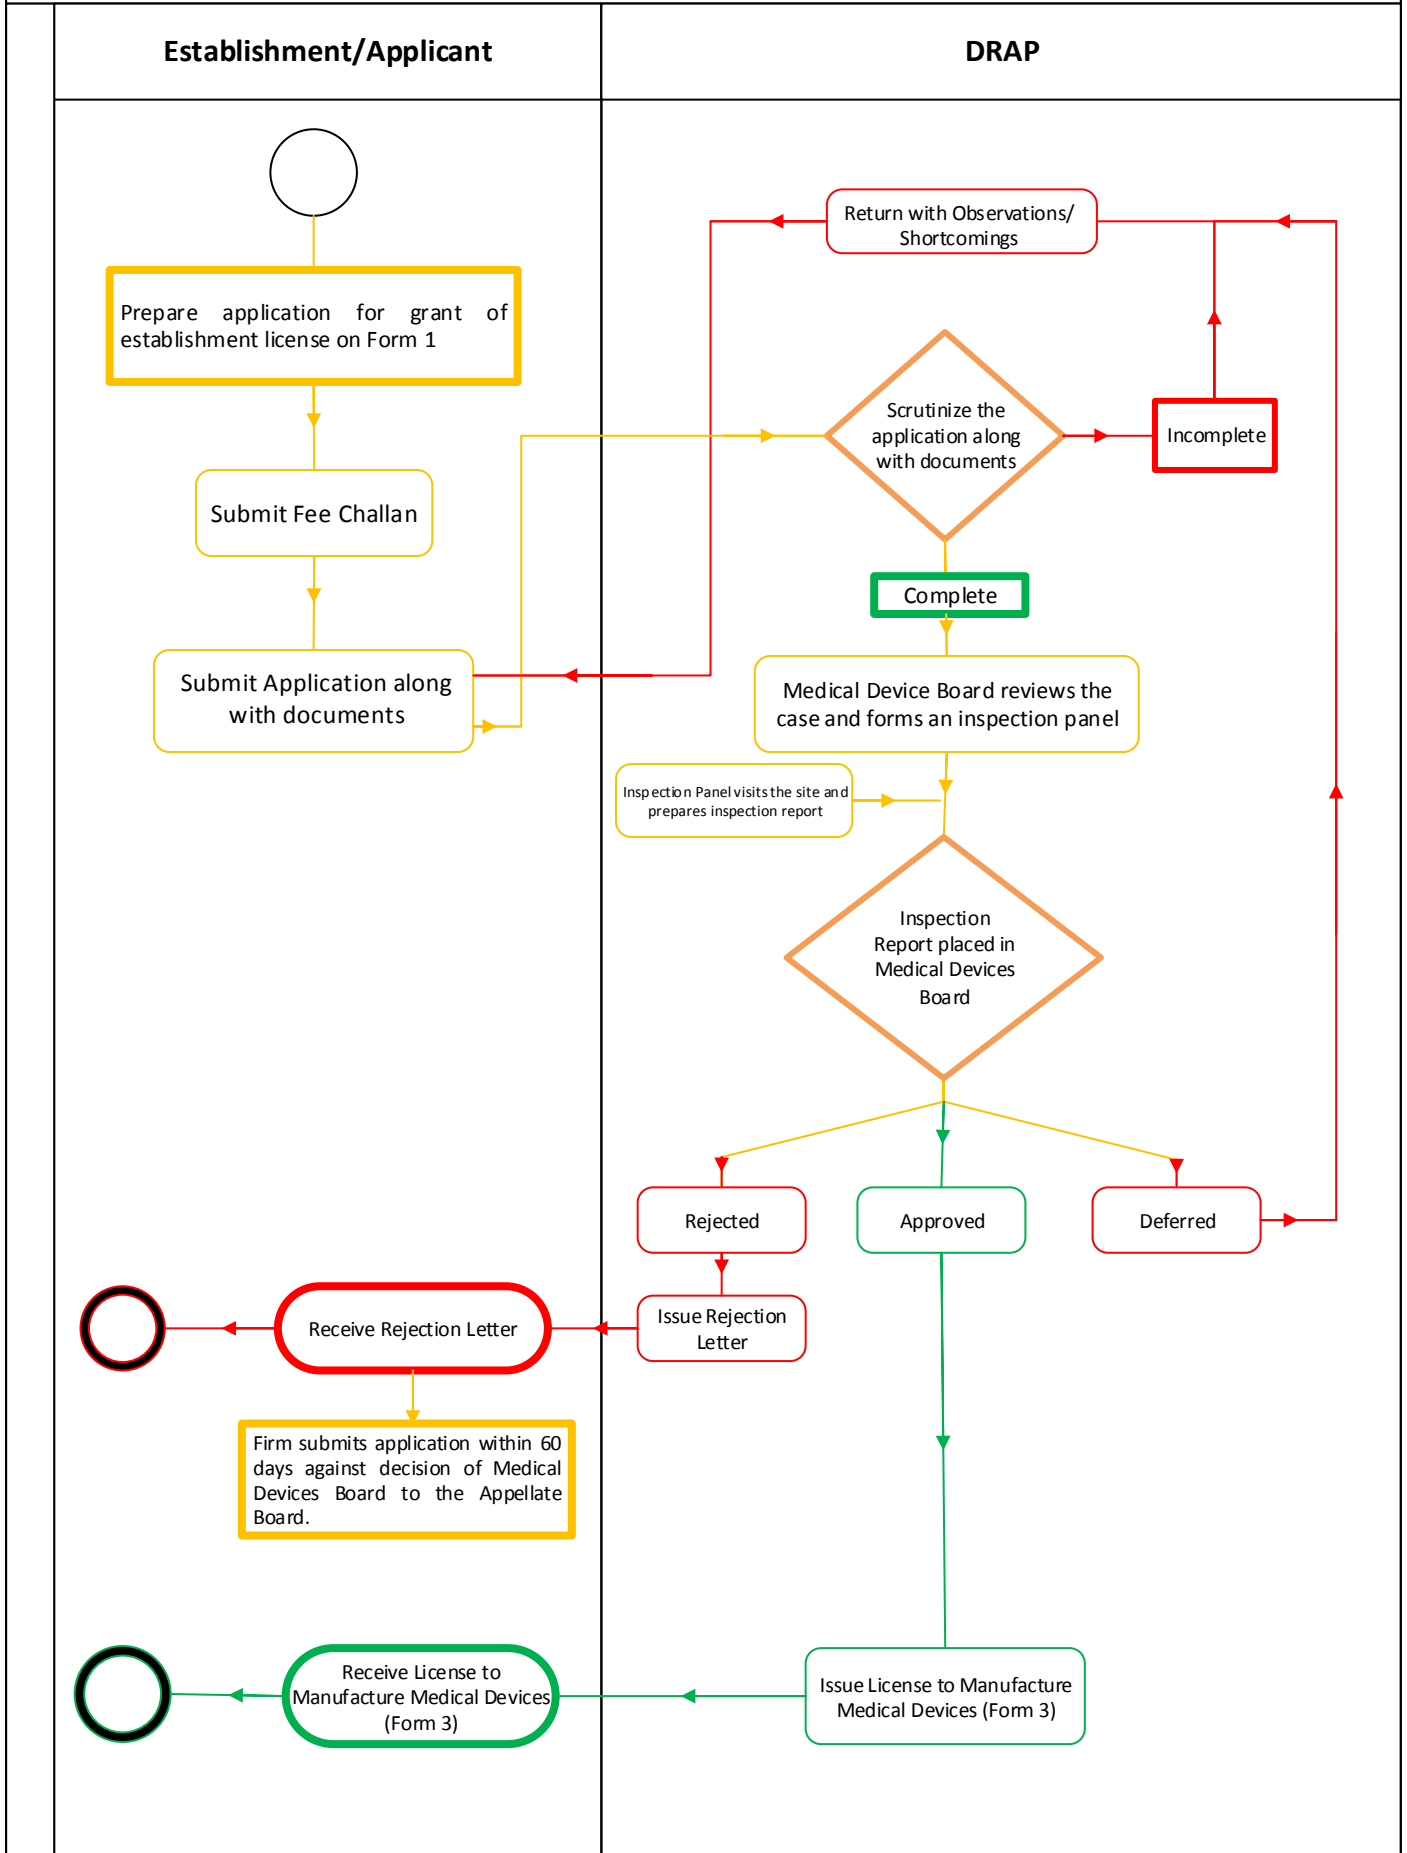 Establishment/Applicant
DRAP
Return with Observations/
Shortcomings
Prepare application for grant of
establishment license on Form 1
Scrutinize the
application along
with documents
Incomplete
Submit Fee Challan
Complete
Submit Application along
with documents
Medical Device Board reviews the
case and forms an inspection panel
Inspection Panel visits the site and
prepares inspection report
Inspection
Report placed in
Medical Devices
Board
Rejected
Approved
Deferred
Receive Rejection Letter
Issue Rejection
Letter
Firm submits application within 60
days against decision of Medical
Devices Board to the Appellate
Board.
Receive License to
Manufacture Medical Devices
(Form 3)
Issue License to Manufacture
Medical Devices (Form 3)